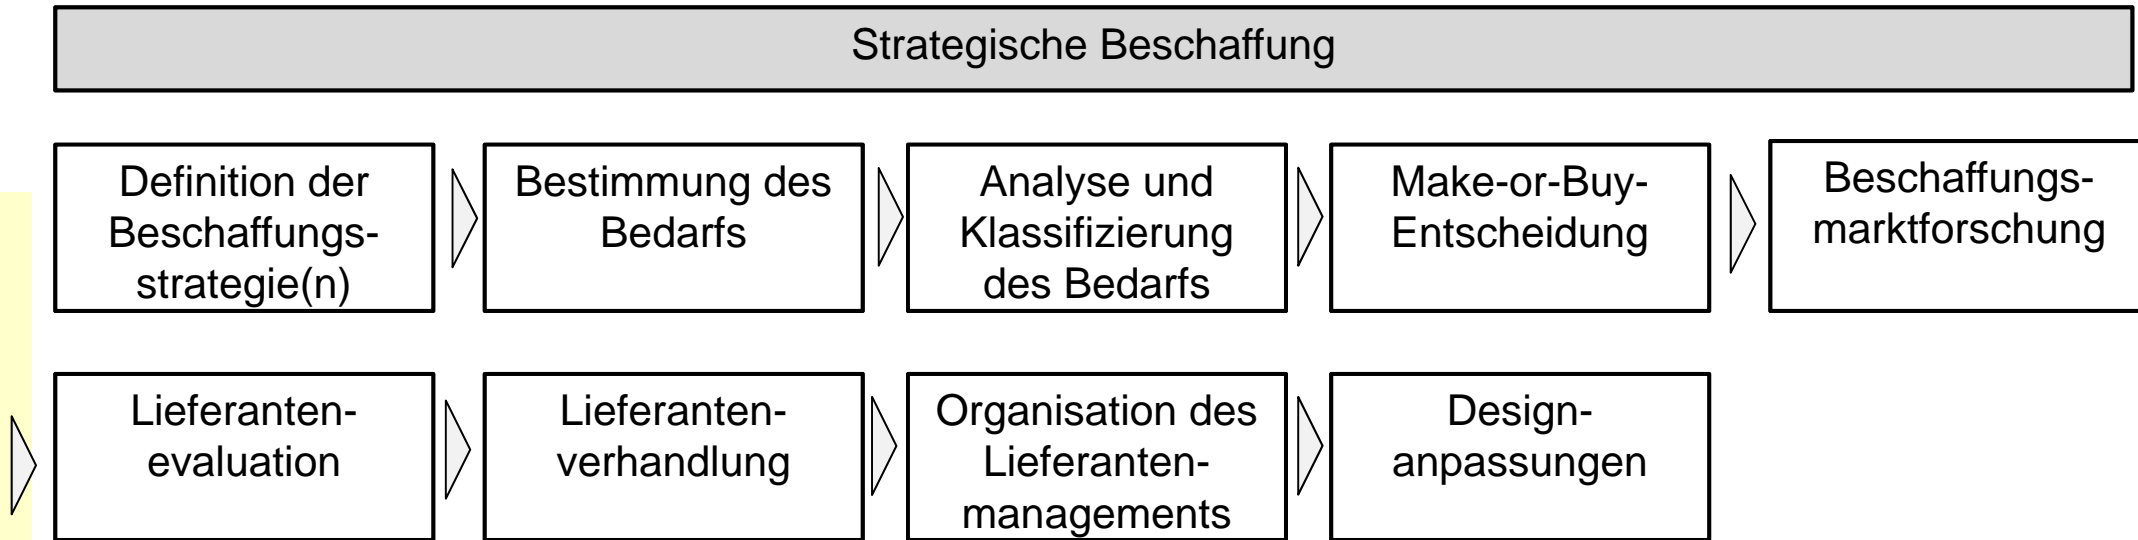 Strategische Beschaffung
Definition der
Beschaffungs-
strategie(n)
Bestimmung des
Bedarfs
Analyse und
Klassifizierung
des Bedarfs
Make-or-Buy-
Entscheidung
Beschaffungs-
marktforschung
Lieferanten-
evaluation
Lieferanten-
verhandlung
Organisation des
Lieferanten-
managements
Design-
anpassungen